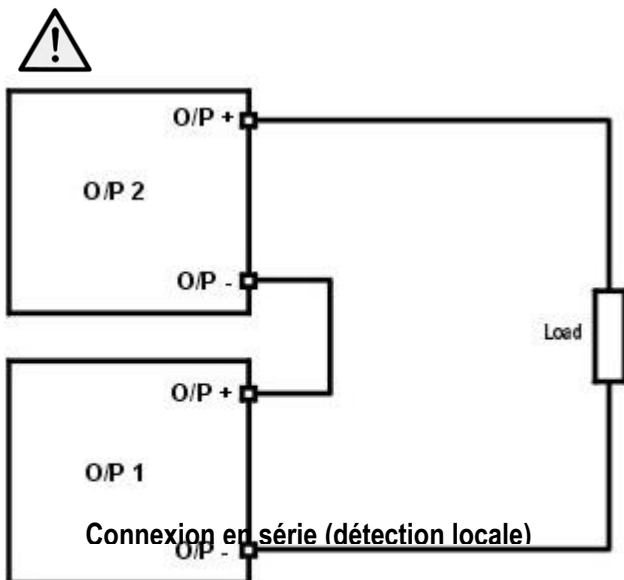 !
O/P +
O/P 2
O/P -
Load
O/P +
O/P 1
Connexion en série (détection locale)
O/P -